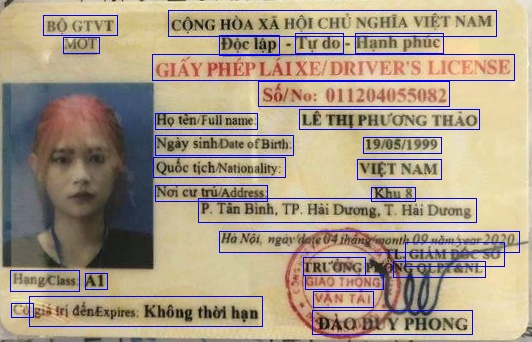 BỘ GTVT
MOT
CỘNG HÒA XÃ HỘI CHỦ NGHĨA VIỆT NAM
Độc lập - Tự do - Hạnh phúc
GIẤY PHÉP LÁI XE/ DRIVER'S LICENSE
Số/No: 011204055082
Họ tên/Full name: LÊ THỊ PHƯƠNG THẢO
Ngày sinh/Date of Birth: 19/05/1999
Quốc tịch/Nationality: VIỆT NAM
Nơi cư trú/Address: Khu 8
P. Tân Bình, TP. Hải Dương, T. Hải Dương
Hà Nội, ngày/date 04 tháng/month 09 năm/year 2020
TL. GIÁM ĐỐC SỞ
TRƯỞNG PHÒNG QLPT&NL
GIAO THÔNG
VẬN TẢI
Hạng/Class: A1
Có giá trị đến/Expires: Không thời hạn
ĐÀO DUY PHONG